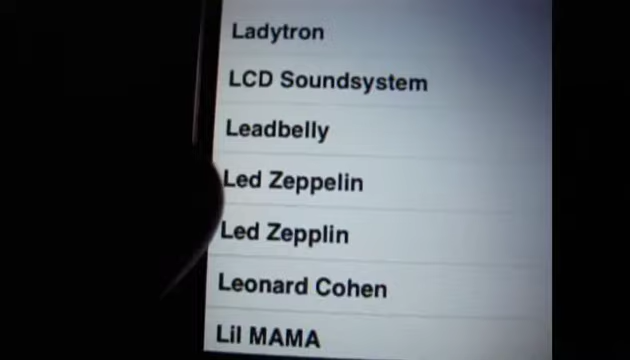 Ladytron
LCD Soundsystem
Leadbelly
Led Zeppelin
Led Zepplin
Leonard Cohen
Lil MAMA